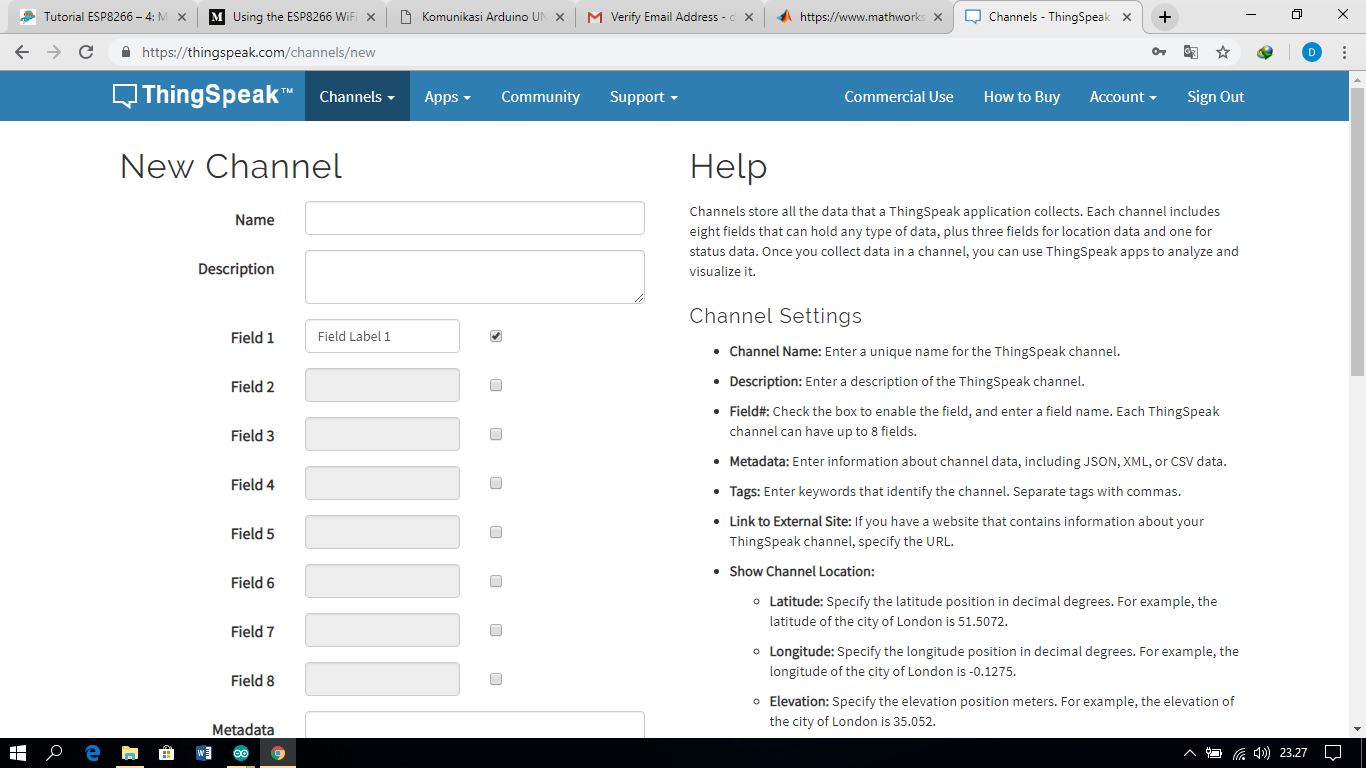 Tutorial ESP8266 – 4: M
Using the ESP8266 WiF
Komunikasi Arduino UN
Verify Email Address -
https://www.mathworks
Channels - ThingSpeak
https://thingspeak.com/channels/new
D
ThingSpeak™
Channels
Apps
Community
Support
Commercial Use
How to Buy
Account
Sign Out
New Channel
Name
Description
Field 1
Field Label 1
Field 2
Field 3
Field 4
Field 5
Field 6
Field 7
Field 8
Metadata
Help
Channels store all the data that a ThingSpeak application collects. Each channel includes
eight fields that can hold any type of data, plus three fields for location data and one for
status data. Once you collect data in a channel, you can use ThingSpeak apps to analyze and
visualize it.
Channel Settings
• Channel Name: Enter a unique name for the ThingSpeak channel.
• Description: Enter a description of the ThingSpeak channel.
• Field#: Check the box to enable the field, and enter a field name. Each ThingSpeak
channel can have up to 8 fields.
• Metadata: Enter information about channel data, including JSON, XML, or CSV data.
• Tags: Enter keywords that identify the channel. Separate tags with commas.
• Link to External Site: If you have a website that contains information about your
ThingSpeak channel, specify the URL.
• Show Channel Location:
◦ Latitude: Specify the latitude position in decimal degrees. For example, the
latitude of the city of London is 51.5072.
◦ Longitude: Specify the longitude position in decimal degrees. For example, the
longitude of the city of London is -0.1275.
◦ Elevation: Specify the elevation position meters. For example, the elevation of
the city of London is 35.052.
23.27